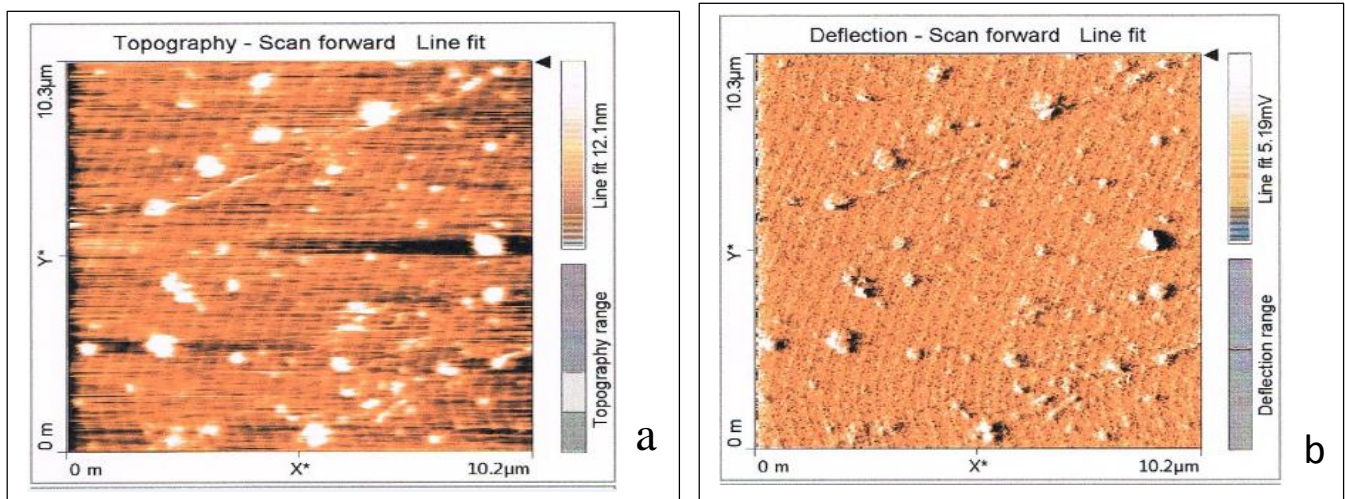 Topography - Scan forward Line fit
10.3µm
Y*
0 m
0 m
X*
10.2µm
Line fit 12.1nm
Topography range
a
Deflection - Scan forward Line fit
10.3µm
Y*
0 m
0 m
X*
10.2µm
Line fit 5.19mV
Deflection range
b